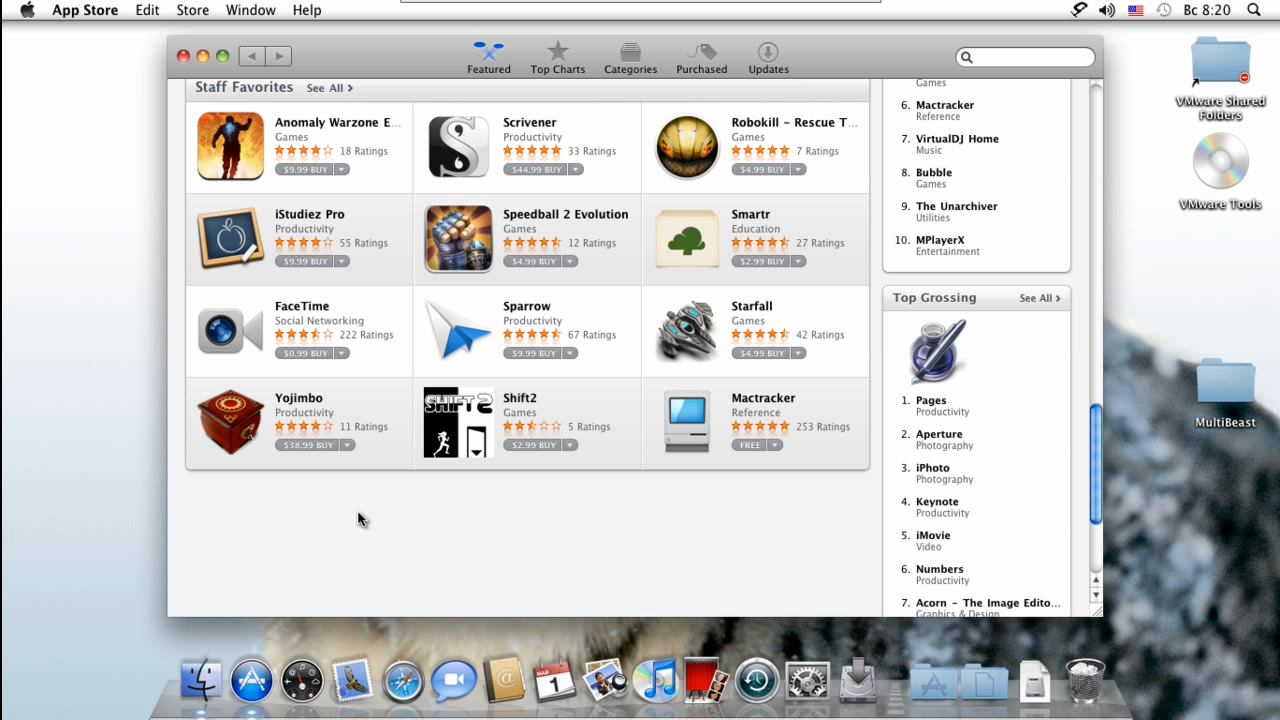 App Store Edit Store Window Help Вс 8:20
Featured Top Charts Categories Purchased Updates
Staff Favorites See All >
Anomaly Warzone E...
Games
18 Ratings
$9.99 BUY
Scrivener
Productivity
33 Ratings
$44.99 BUY
Robokill - Rescue T...
Games
7 Ratings
$4.99 BUY
iStudiez Pro
Productivity
55 Ratings
$9.99 BUY
Speedball 2 Evolution
Games
12 Ratings
$4.99 BUY
Smartr
Education
27 Ratings
$2.99 BUY
FaceTime
Social Networking
222 Ratings
$0.99 BUY
Sparrow
Productivity
67 Ratings
$9.99 BUY
Starfall
Games
42 Ratings
$4.99 BUY
Yojimbo
Productivity
11 Ratings
$38.99 BUY
SHIFT 2
Shift2
Games
5 Ratings
$2.99 BUY
Mactracker
Reference
253 Ratings
FREE
Games
6. Mactracker
Reference
7. VirtualDJ Home
Music
8. Bubble
Games
9. The Unarchiver
Utilities
10. MPlayerX
Entertainment
Top Grossing See All >
1. Pages
Productivity
2. Aperture
Photography
3. iPhoto
Photography
4. Keynote
Productivity
5. iMovie
Video
6. Numbers
Productivity
7. Acorn - The Image Edito...
Graphics & Design
VMware Shared
Folders
VMware Tools
MultiBeast
1